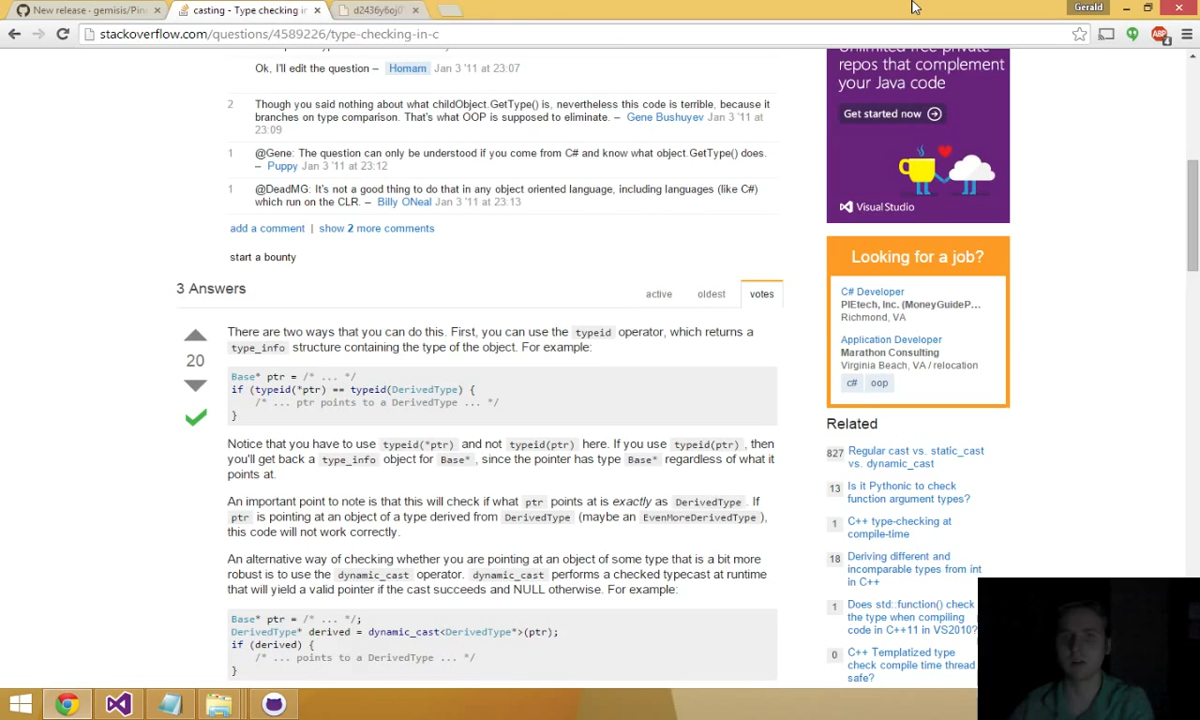 New release - gemisis/Pin
casting - Type checking in
d2436y6oj0
Gerald
stackoverflow.com/questions/4589226/type-checking-in-c
Ok, I'll edit the question – Homam Jan 3 '11 at 23:07
2 Though you said nothing about what childObject.GetType() is, nevertheless this code is terrible, because it
branches on type comparison. That's what OOP is supposed to eliminate. – Gene Bushuyev Jan 3 '11 at
23:09
1 @Gene: The question can only be understood if you come from C# and know what object.GetType() does.
– Puppy Jan 3 '11 at 23:12
1 @DeadMG: It's not a good thing to do that in any object oriented language, including languages (like C#)
which run on the CLR. – Billy ONeal Jan 3 '11 at 23:13
add a comment | show 2 more comments
start a bounty
3 Answers
active oldest votes
20
There are two ways that you can do this. First, you can use the typeid operator, which returns a
type_info structure containing the type of the object. For example:
Base* ptr = /* ... */
if (typeid(*ptr) == typeid(DerivedType) {
/* ... ptr points to a DerivedType ... */
}
Notice that you have to use typeid(*ptr) and not typeid(ptr) here. If you use typeid(ptr) , then
you'll get back a type_info object for Base* , since the pointer has type Base* regardless of what it
points at.
An important point to note is that this will check if what ptr points at is exactly as DerivedType . If
ptr is pointing at an object of a type derived from DerivedType (maybe an EvenMoreDerivedType ),
this code will not work correctly.
An alternative way of checking whether you are pointing at an object of some type that is a bit more
robust is to use the dynamic_cast operator. dynamic_cast performs a checked typecast at runtime
that will yield a valid pointer if the cast succeeds and NULL otherwise. For example:
Base* ptr = /* ... */;
DerivedType* derived = dynamic_cast<DerivedType*>(ptr);
if (derived) {
/* ... points to a DerivedType ... */
}
Unlimited free private
repos that complement
your Java code
Get started now
Visual Studio
Looking for a job?
C# Developer
PIEtech, Inc. (MoneyGuideP...
Richmond, VA
Application Developer
Marathon Consulting
Virginia Beach, VA / relocation
c# oop
Related
827 Regular cast vs. static_cast
vs. dynamic_cast
13 Is it Pythonic to check
function argument types?
1 C++ type-checking at
compile-time
18 Deriving different and
incomparable types from int
in C++
1 Does std::function() check
the type when compiling
code in C++11 in VS2010?
0 C++ Templatized type
check compile time thread
safe?